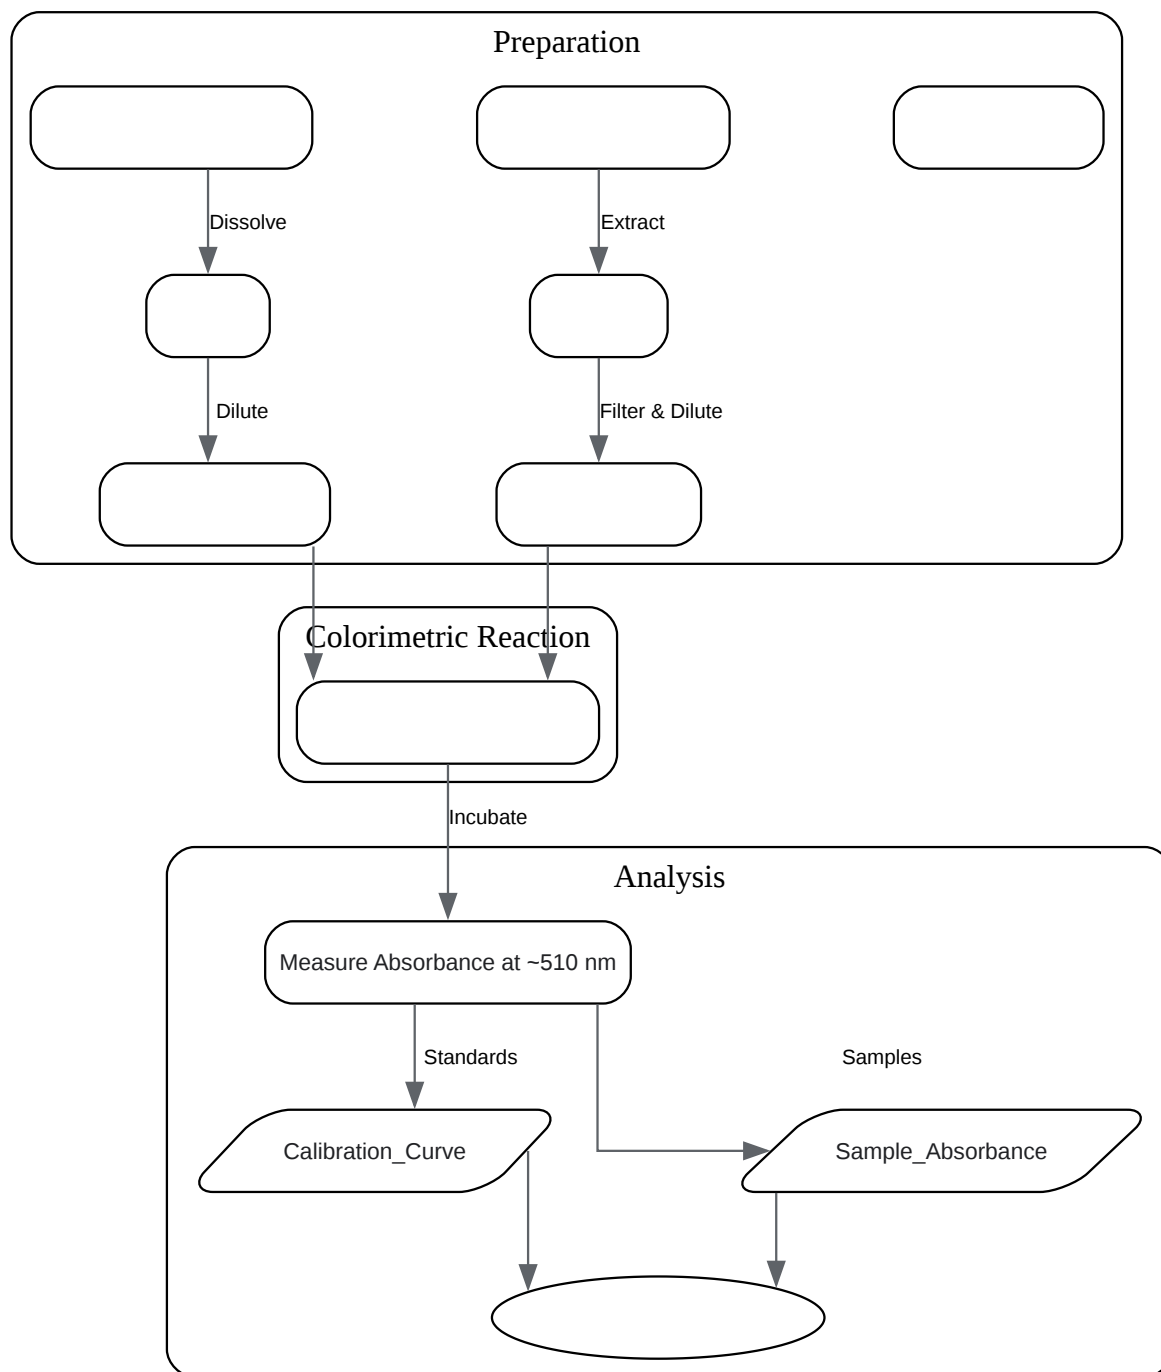 Preparation
Dissolve
Extract
Dilute
Filter & Dilute
Colorimetric Reaction
Incubate
Analysis
Measure Absorbance at ~510 nm
Standards
Samples
Calibration_Curve
Sample_Absorbance